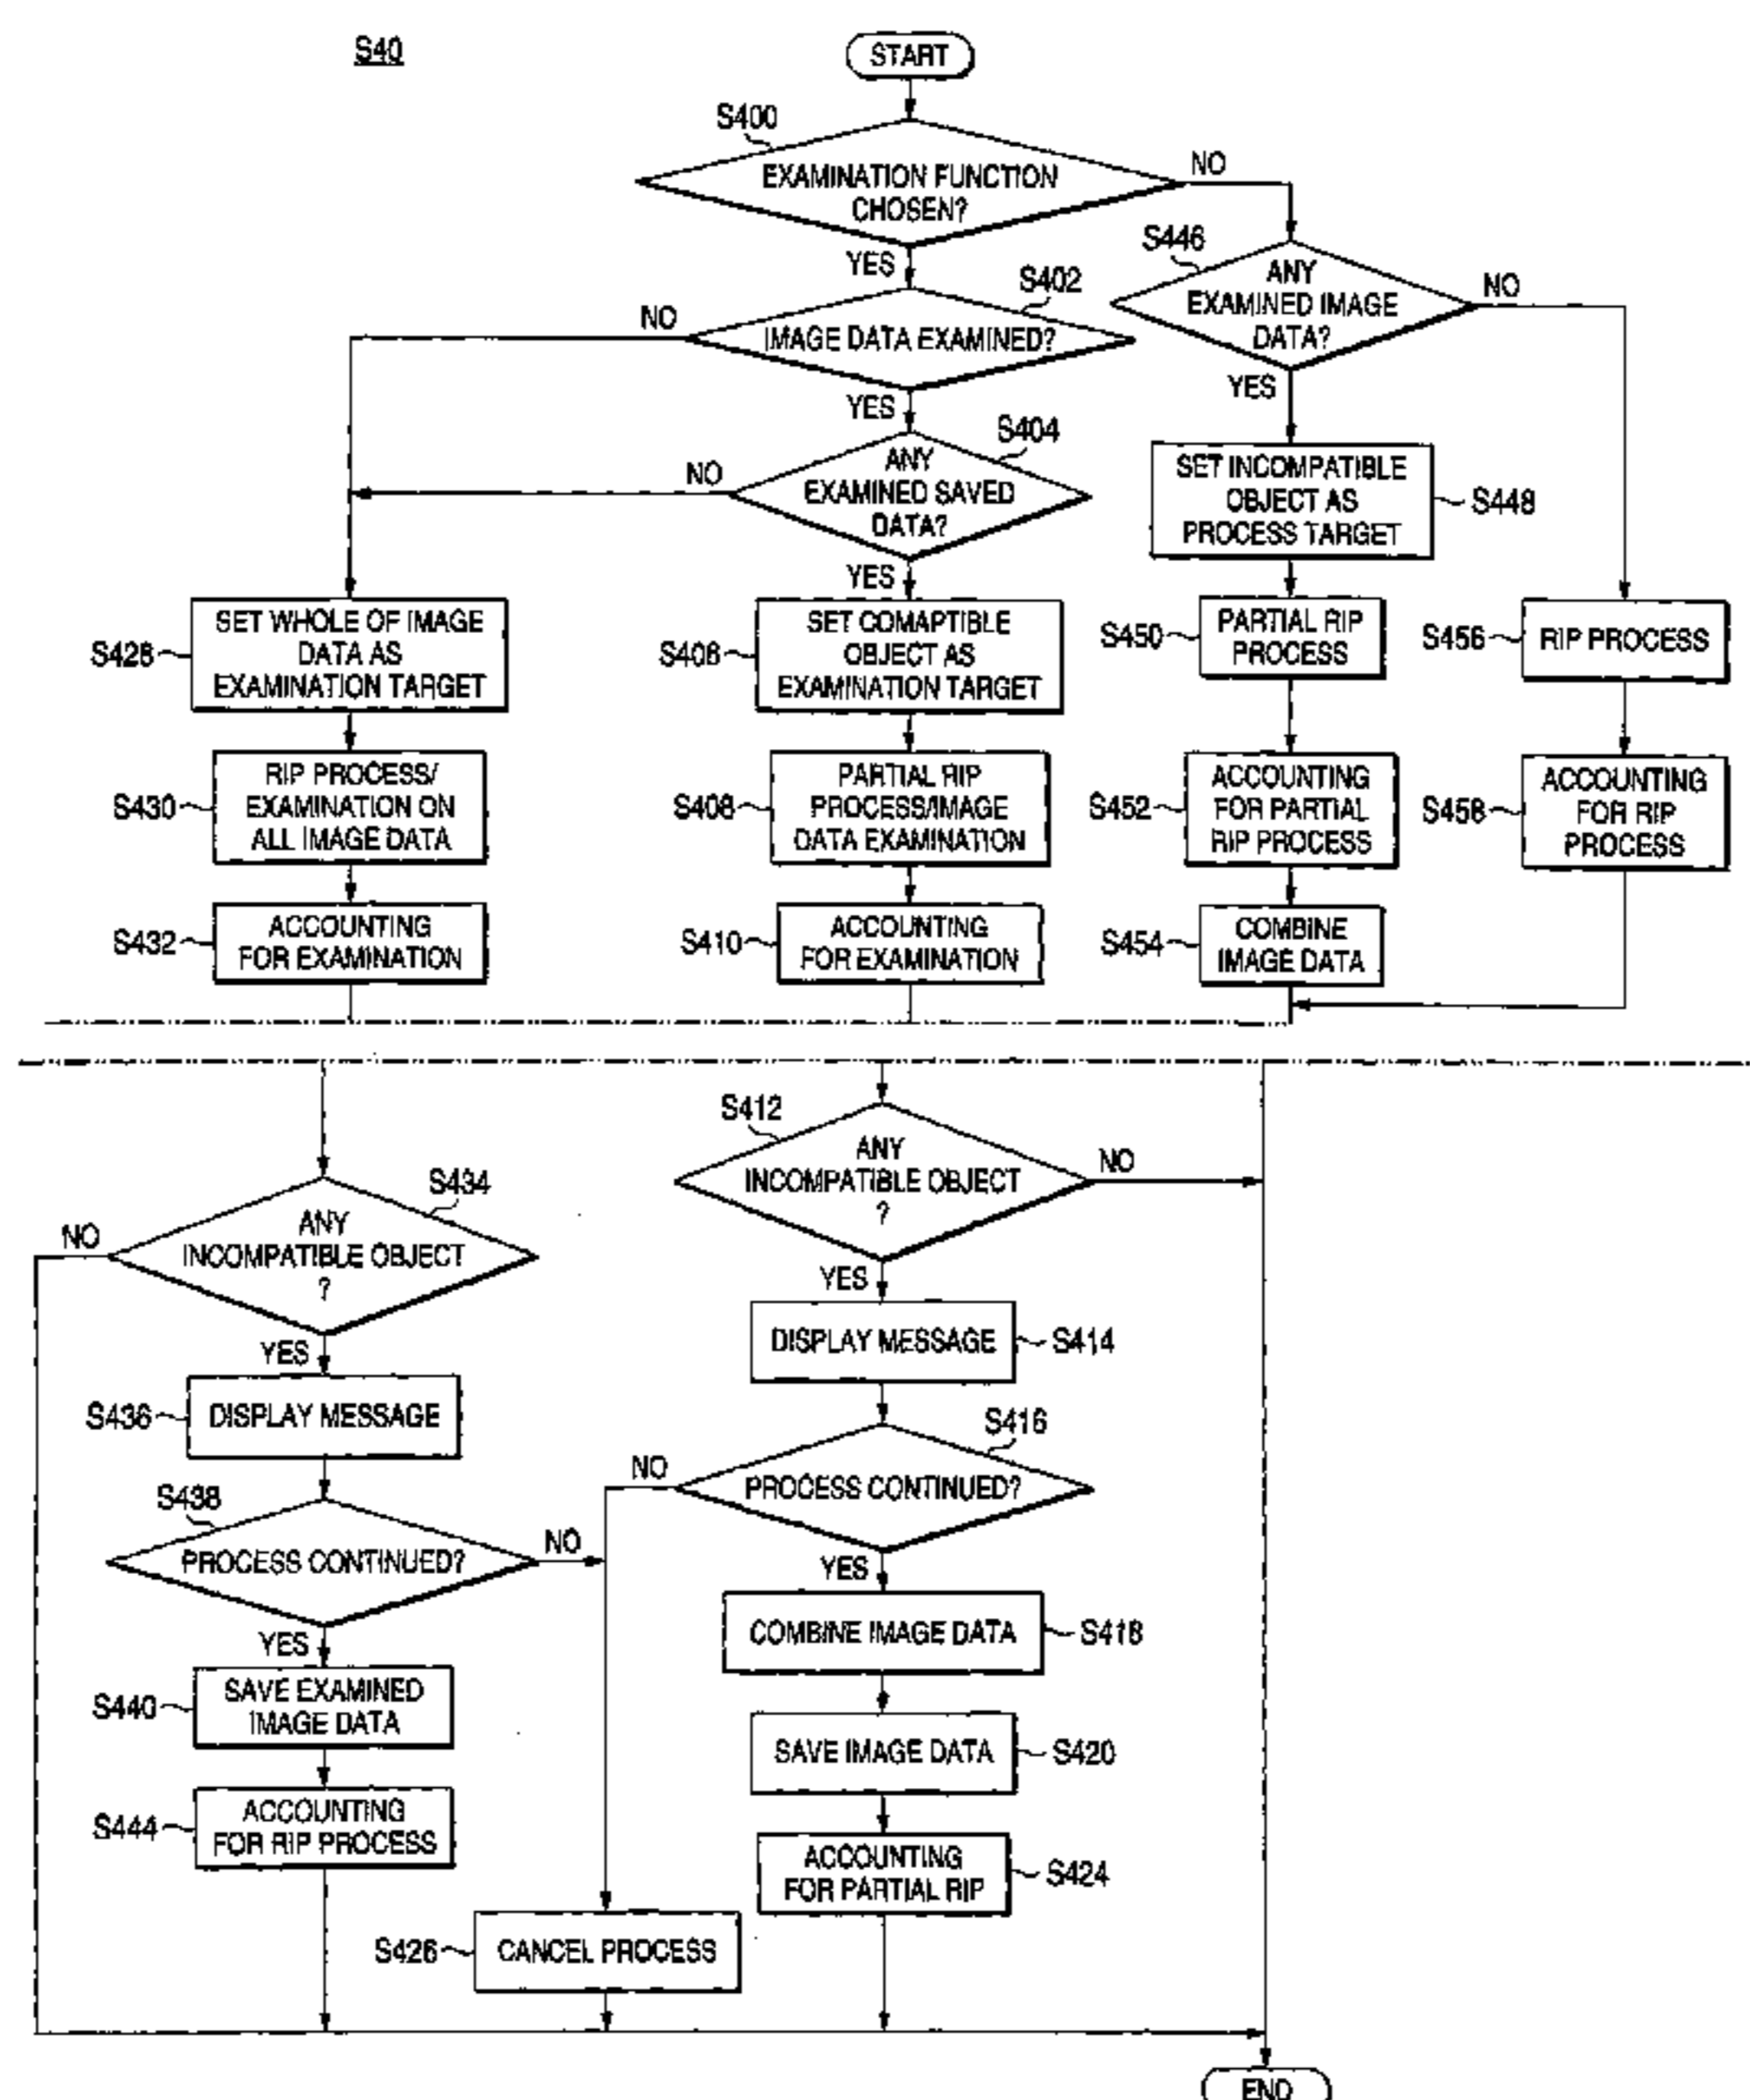 S40
START
S400
EXAMINATION FUNCTION
CHOSEN?
NO
YES
S446
ANY
EXAMINED IMAGE
DATA?
NO
YES
S402
IMAGE DATA EXAMINED?
NO
YES
S404
ANY
EXAMINED SAVED
DATA?
NO
YES
SET INCOMPATIBLE
OBJECT AS
PROCESS TARGET
S448
S428
SET WHOLE OF IMAGE
DATA AS
EXAMINATION TARGET
S406
SET COMAPTIBLE
OBJECT AS
EXAMINATION TARGET
S450
PARTIAL RIP
PROCESS
S456
RIP PROCESS
S430
RIP PROCESS/
EXAMINATION ON
ALL IMAGE DATA
S408
PARTIAL RIP
PROCESS/IMAGE
DATA EXAMINATION
S452
ACCOUNTING
FOR PARTIAL
RIP PROCESS
S458
ACCOUNTING
FOR RIP
PROCESS
S432
ACCOUNTING
FOR EXAMINATION
S410
ACCOUNTING
FOR EXAMINATION
S454
COMBINE
IMAGE DATA
S412
ANY
INCOMPATIBLE OBJECT
?
NO
YES
S434
ANY
INCOMPATIBLE OBJECT
?
NO
YES
DISPLAY MESSAGE
S414
S436
DISPLAY MESSAGE
S416
PROCESS CONTINUED?
NO
YES
S438
PROCESS CONTINUED?
NO
YES
COMBINE IMAGE DATA
S418
S440
SAVE EXAMINED
IMAGE DATA
SAVE IMAGE DATA
S420
S444
ACCOUNTING
FOR RIP PROCESS
ACCOUNTING
FOR PARTIAL RIP
S424
S426
CANCEL PROCESS
END